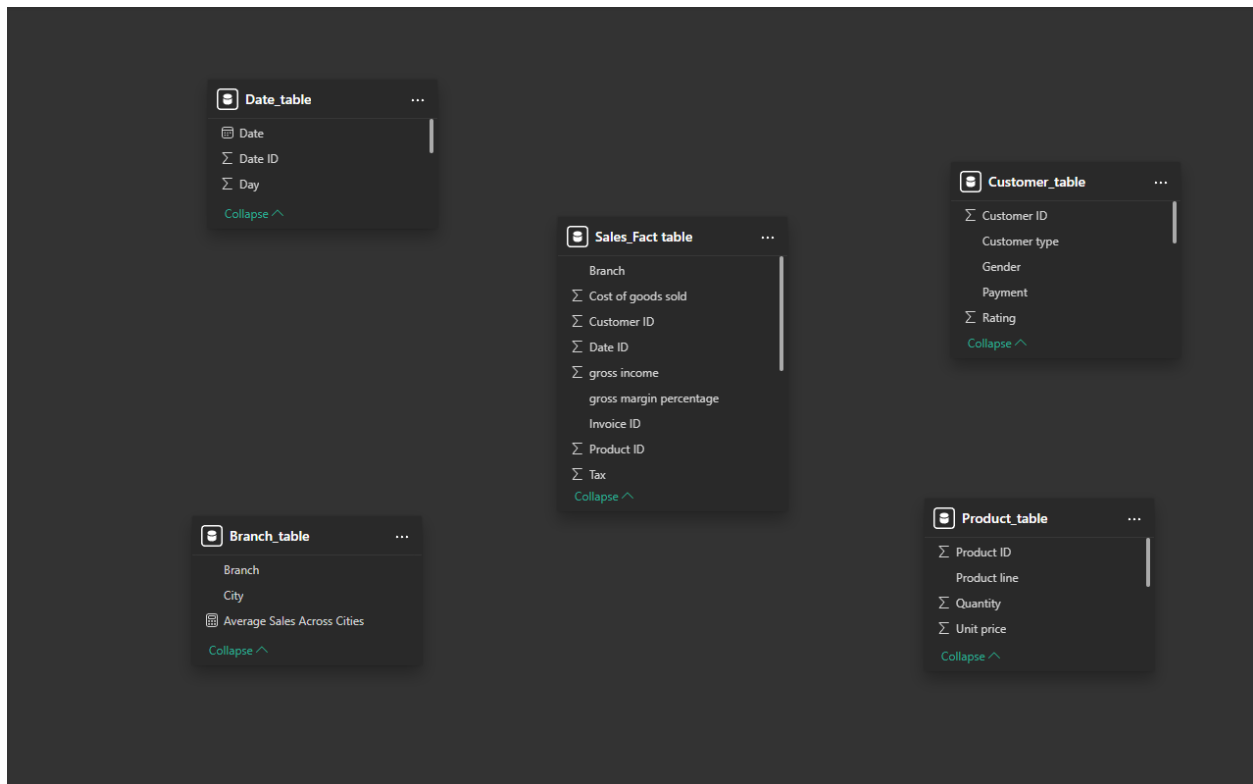 Date_table
Date
Date ID
Day
Collapse
Customer_table
Customer ID
Customer type
Gender
Payment
Rating
Collapse
Sales_Fact table
Branch
Cost of goods sold
Customer ID
Date ID
gross income
gross margin percentage
Invoice ID
Product ID
Tax
Collapse
Branch_table
Branch
City
Average Sales Across Cities
Collapse
Product_table
Product ID
Product line
Quantity
Unit price
Collapse